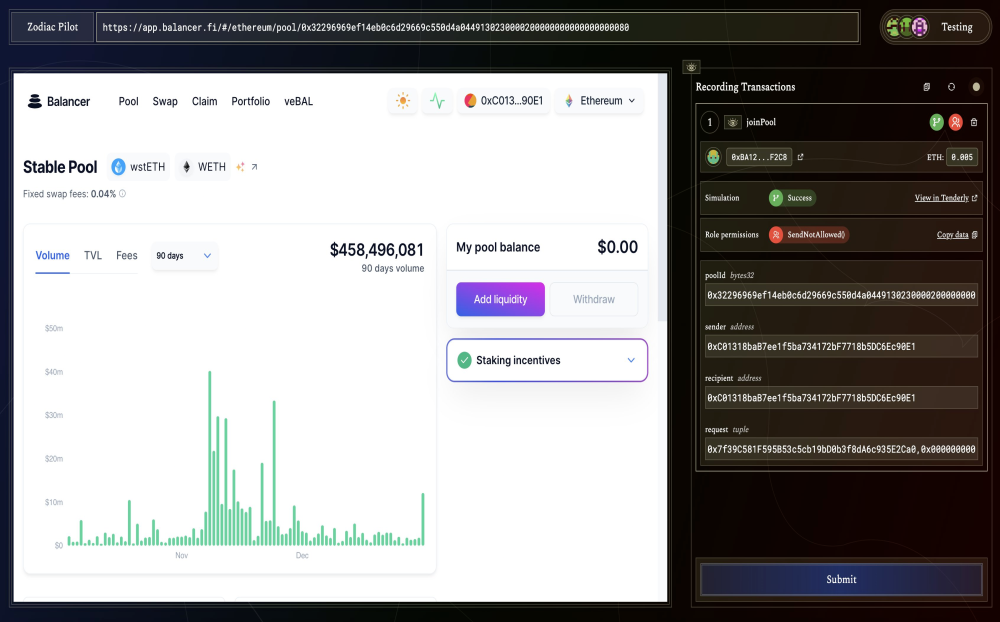 Zodiac Pilot
https://app.balancer.fi/#/ethereum/pool/0x32296969ef14eb0c6d29669c550d4a0449130230000200000000000000000000080
Testing
Balancer
Pool Swap Claim Portfolio veBAL
0xC013...90E1
Ethereum
Stable Pool wstETH WETH
Fixed swap fees: 0.04%
Volume TVL Fees 90 days
$458,496,081
90 days volume
$50m
$40m
$30m
$20m
$10m
$0
Nov Dec
My pool balance $0.00
Add liquidity Withdraw
Staking incentives
Recording Transactions
1 joinPool
0xBA12...F2C8
ETH: 0.005
Simulation Success View in Tenderly
Role permissions SendNotAllowed() Copy data
poolId bytes32
0x32296969ef14eb0c6d29669c550d4a0449130230000200000000
sender address
0xC01318baB7ee1f5ba734172bF7718b5DC6Ec90E1
recipient address
0xC01318baB7ee1f5ba734172bF7718b5DC6Ec90E1
request tuple
0x7f39C581F595B53c5cb19bD0b3f8dA6c935E2Ca0,0x000000000
Submit